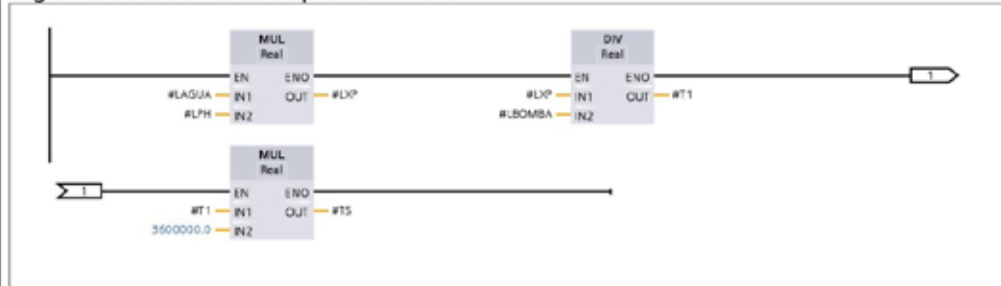 MUL
Real
EN ENO
#LAGUA IN1 OUT #LXP
#LPH IN2
DIV
Real
EN ENO
#LXP IN1 OUT #T1
#LBOMBA IN2
1
1
MUL
Real
EN ENO
#T1 IN1 OUT #TS
3600000.0 IN2